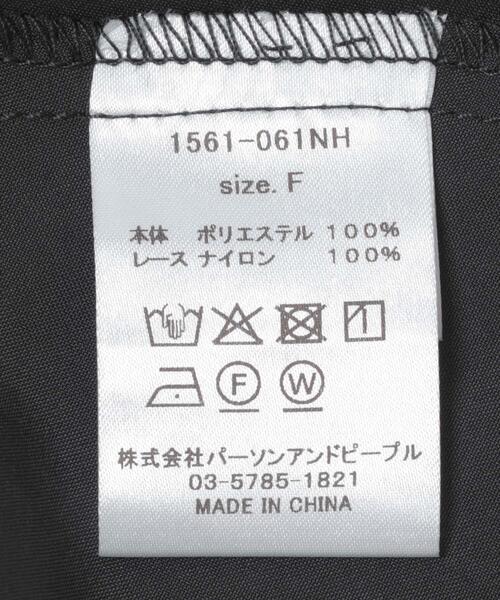 1561-061NH
size. F
本体 ポリエステル 100%
レース ナイロン 100%
F W
株式会社パーソンアンドピープル
03-5785-1821
MADE IN CHINA